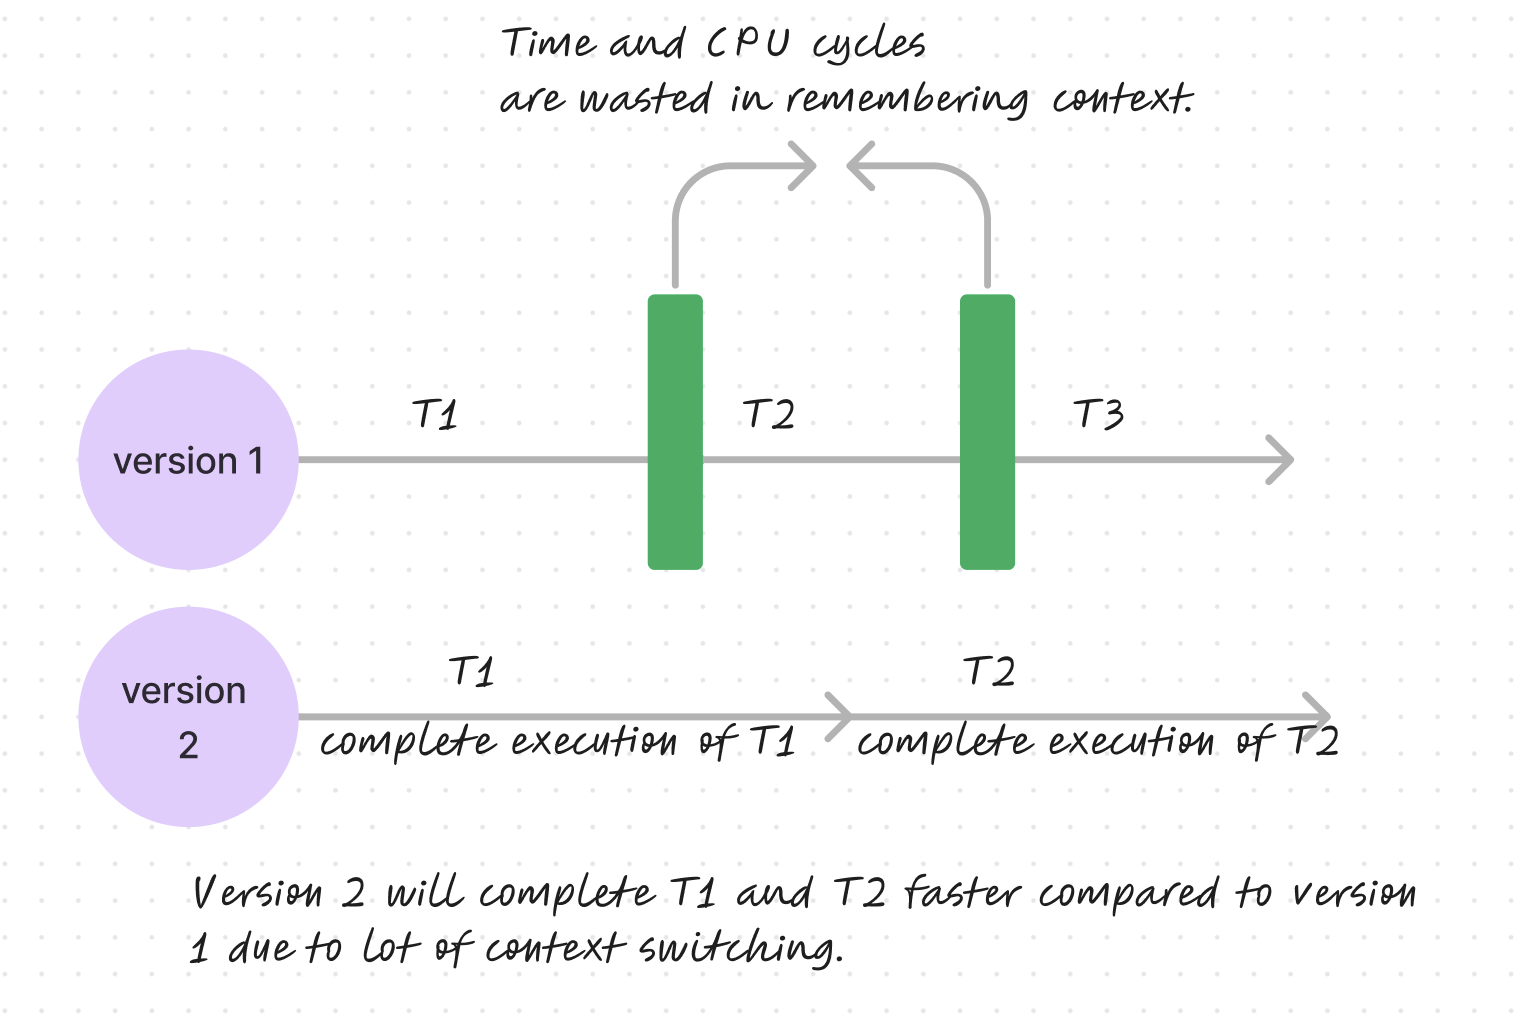 Time and CPU cycles
are wasted in remembering context.
T1
T2
T3
version 1
T1
T2
version
2
complete execution of T1
complete execution of T2
Version 2 will complete T1 and T2 faster compared to version
1 due to lot of context switching.